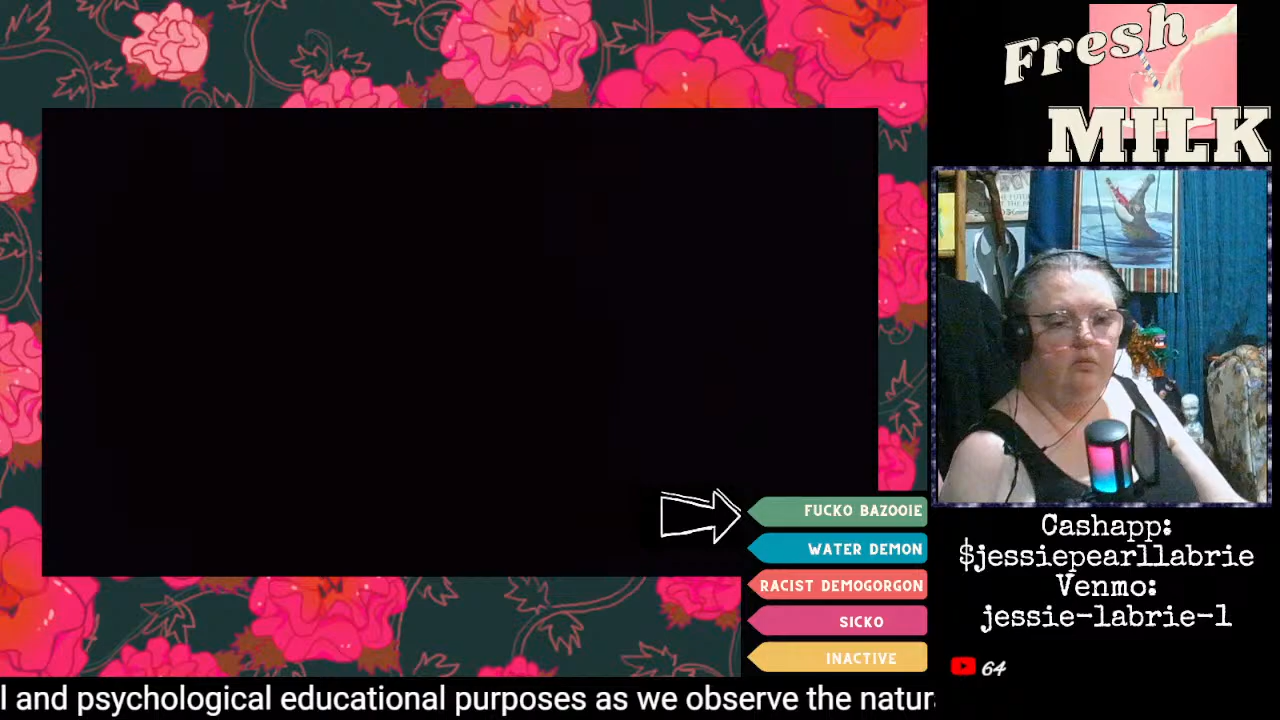 Fresh
MILK
FUCKO BAZOOIE
WATER DEMON
RACIST DEMOGORGON
SICKO
INACTIVE
Cashapp:
$jessiepearllabrie
Venmo:
jessie-labrie-1
64
l and psychological educational purposes as we observe the natur